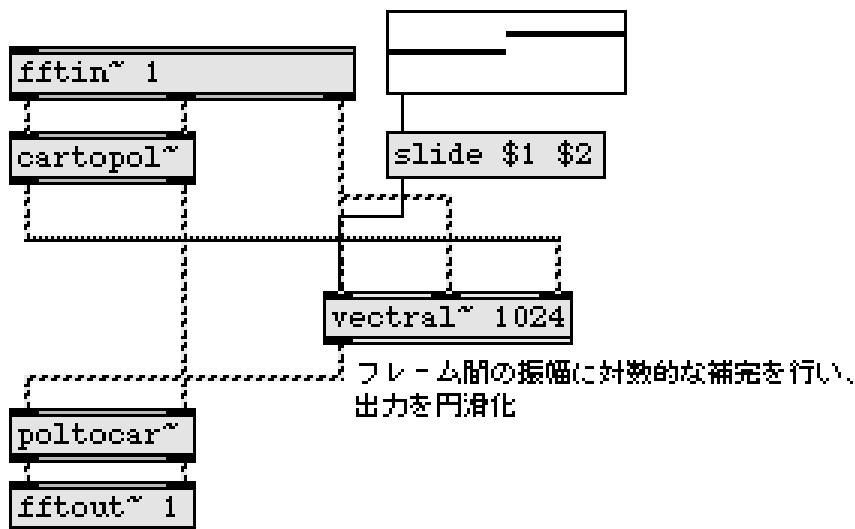 fftin~ 1
cartopol~
slide $1 $2
vectral~ 1024
フレーム間の振幅に対数的な補完を行い、
出力を円滑化
poltocar~
fftout~ 1